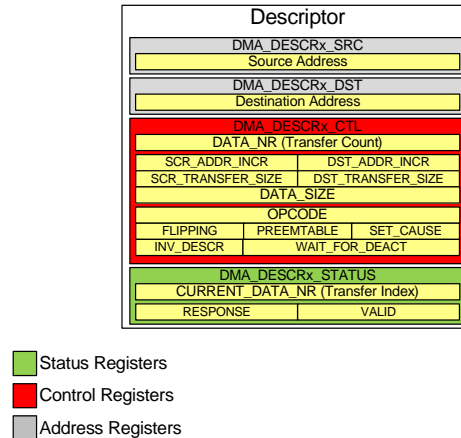 Descriptor
DMA_DESCRx_SRC
Source Address
DMA_DESCRx_DST
Destination Address
DMA_DESCRx_CTL
DATA_NR (Transfer Count)
SCR_ADDR_INCR DST_ADDR_INCR
SCR_TRANSFER_SIZE DST_TRANSFER_SIZE
DATA_SIZE
OPCODE
FLIPPING PREEMTABLE SET_CAUSE
INV_DESCR WAIT_FOR_DEACT
DMA_DESCRx_STATUS
CURRENT_DATA_NR (Transfer Index)
RESPONSE VALID
Status Registers
Control Registers
Address Registers